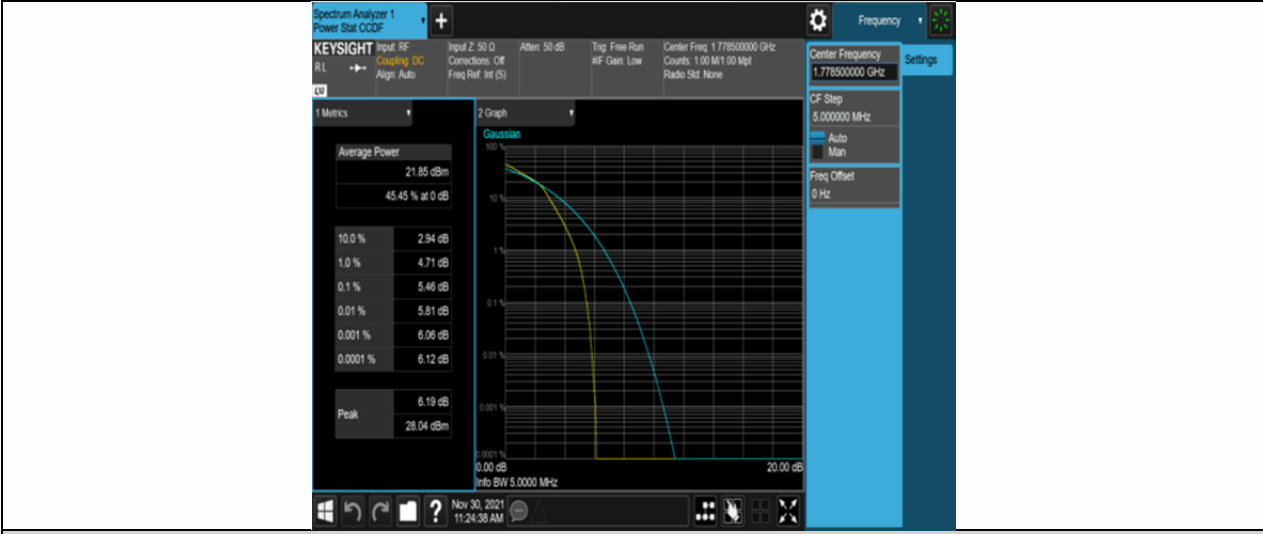 Spectrum Analyzer 1
Power Stat CCDF
Frequency
KEYSIGHT Input: RF Input Z: 50 Ω Atten: 50 dB Trig: Free Run Center Freq: 1.778500000 GHz
RL Coupling: DC Corrections: Off #IF Gain: Low Counts: 1.00 M/1.00 Mpt
Align: Auto Freq Ref: Int (S) Radio Std: None
LVI
Center Frequency
1.778500000 GHz
Settings
CF Step
5.000000 MHz
Auto
Man
Freq Offset
0 Hz
1 Metrics
Average Power
21.85 dBm
45.45 % at 0 dB
10.0 % 2.94 dB
1.0 % 4.71 dB
0.1 % 5.46 dB
0.01 % 5.81 dB
0.001 % 6.06 dB
0.0001 % 6.12 dB
Peak 6.19 dB
28.04 dBm
2 Graph
Gaussian
100 %
10 %
1 %
0.1 %
0.01 %
0.001 %
0.0001 %
0.00 dB 20.00 dB
Info BW 5.0000 MHz
Nov 30, 2021
11:24:38 AM